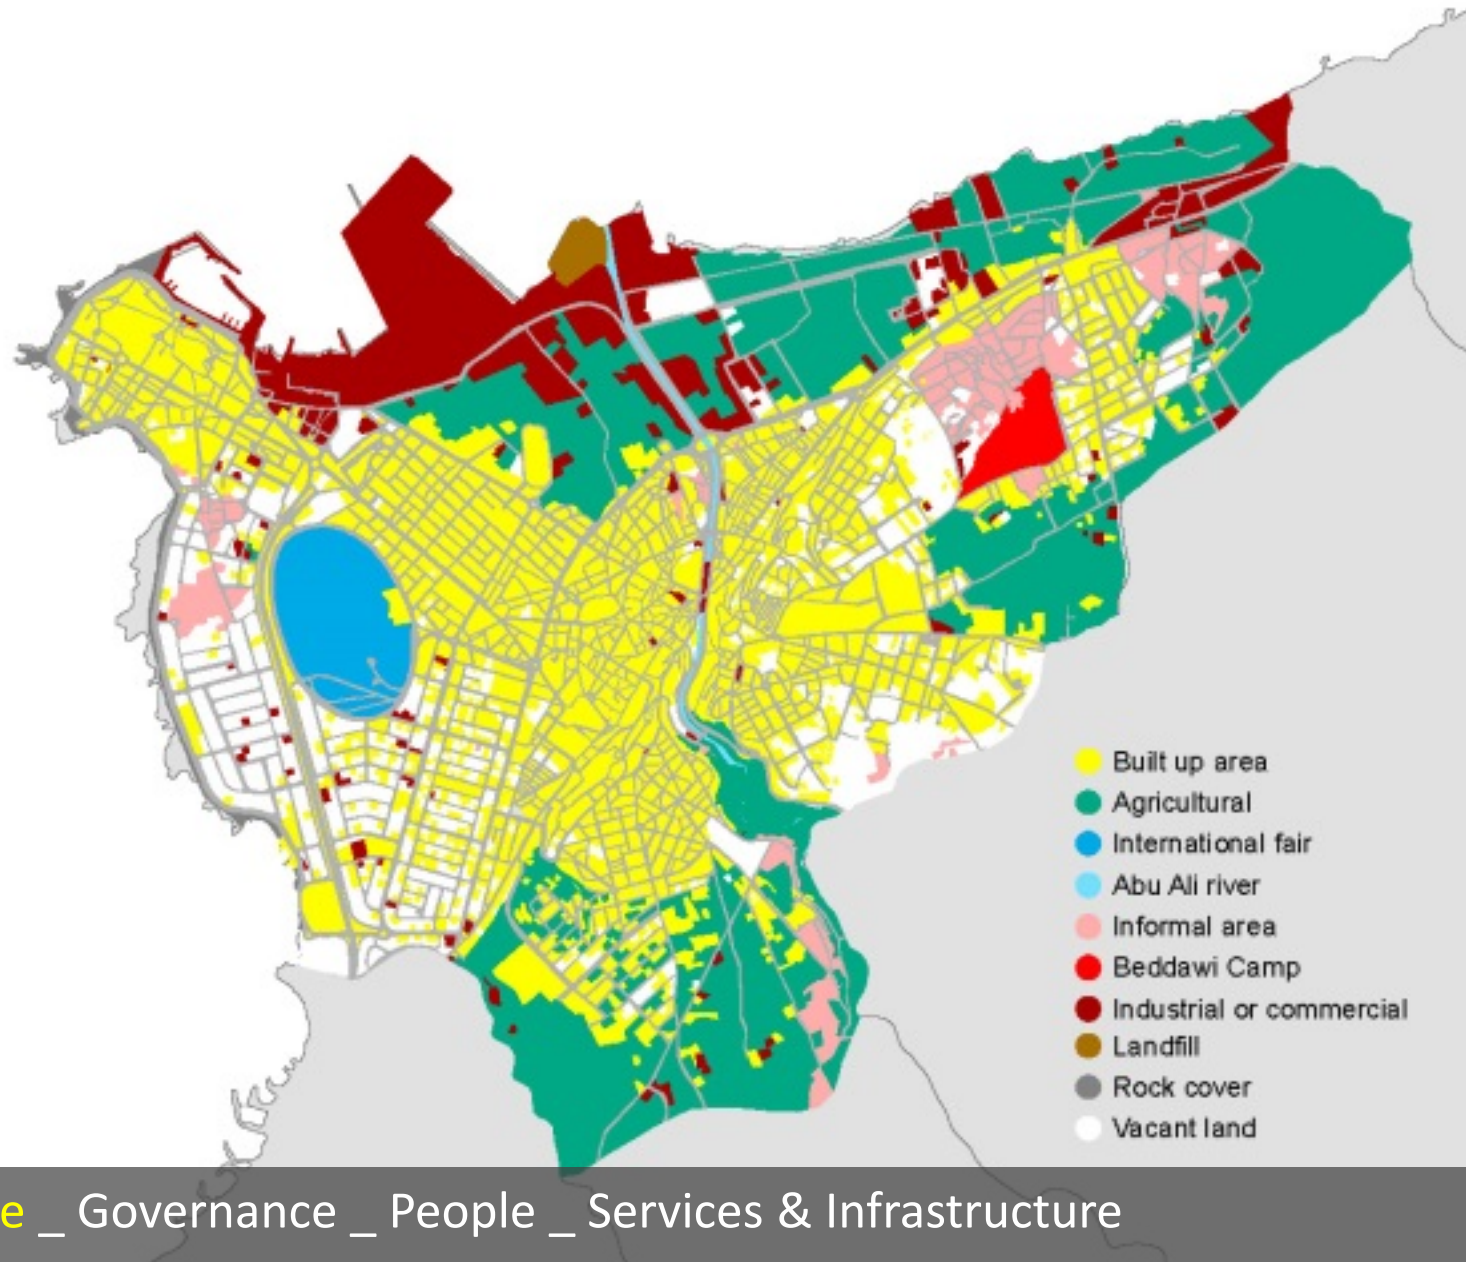 Built up area
Agricultural
International fair
Abu Ali river
Informal area
Beddawi Camp
Industrial or commercial
Landfill
Rock cover
Vacant land
e _ Governance _ People _ Services & Infrastructure